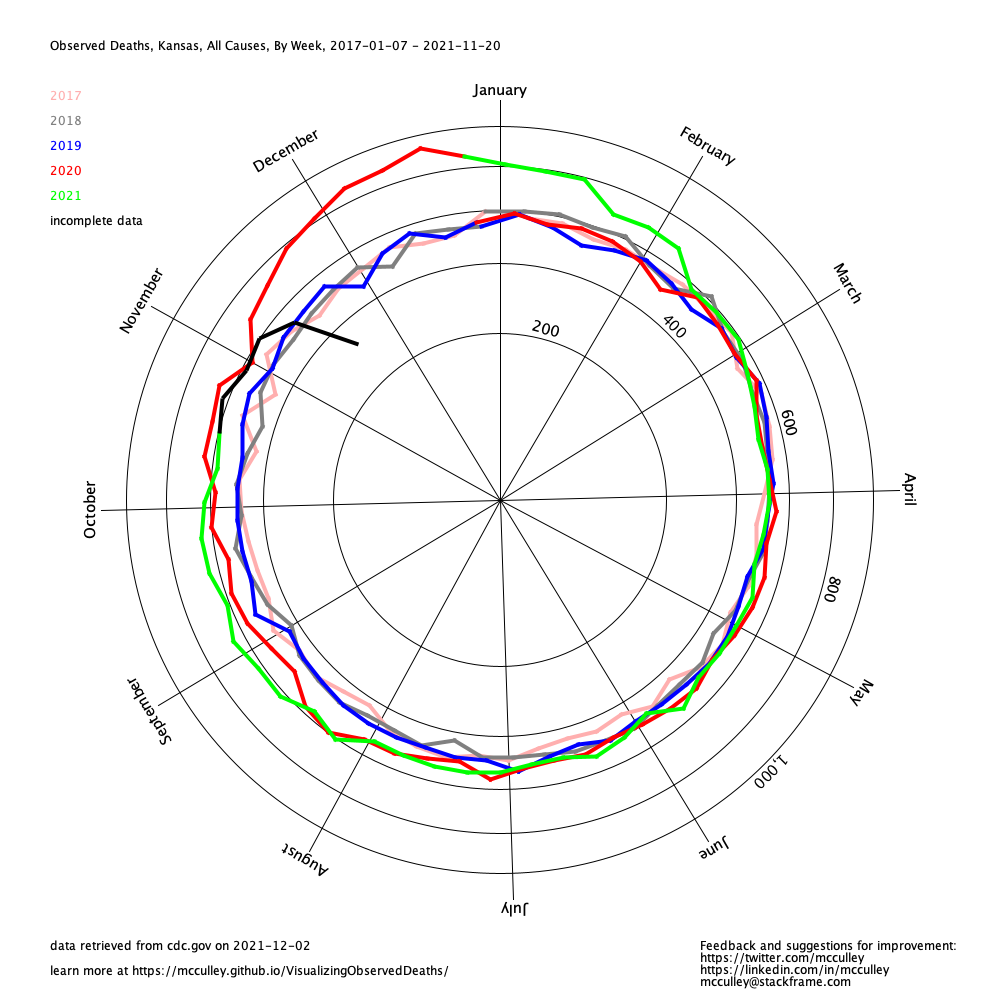 Observed Deaths, Kansas, All Causes, By Week, 2017-01-07 - 2021-11-20
2017
2018
2019
2020
2021
incomplete data
January
February
March
April
May
June
July
August
September
October
November
December
200
400
600
800
1,000
data retrieved from cdc.gov on 2021-12-02
learn more at https://mcculley.github.io/VisualizingObservedDeaths/
Feedback and suggestions for improvement:
https://twitter.com/mcculley
https://linkedin.com/in/mcculley
mcculley@stackframe.com